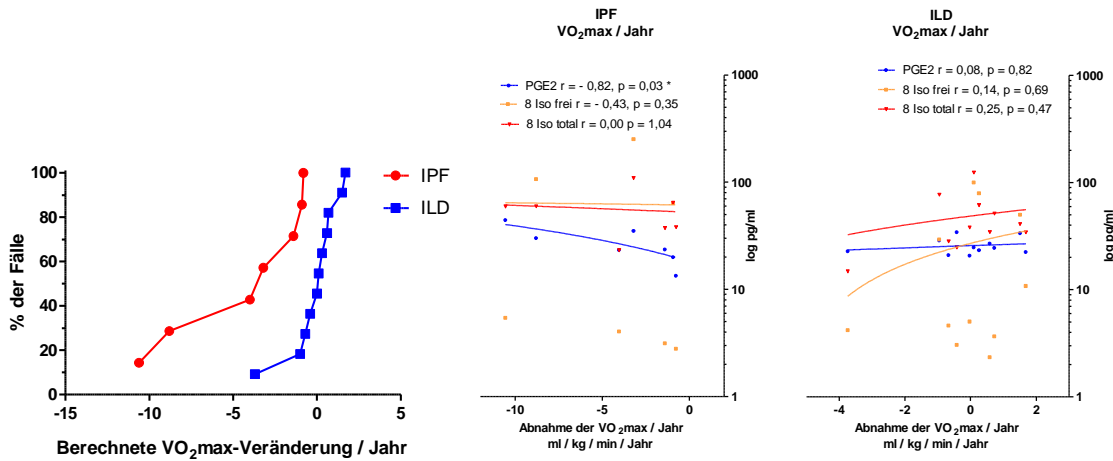 % der Fälle
100
80
60
40
20
0
-15
-10
-5
0
5
Berechnete VO2max-Veränderung / Jahr
IPF
ILD
IPF
VO2max / Jahr
PGE2 r = - 0,82, p = 0,03 *
8 Iso frei r = - 0,43, p = 0,35
8 Iso total r = 0,00 p = 1,04
1000
100
10
1
log pg/ml
-10
-5
0
Abnahme der VO2max / Jahr
ml / kg / min / Jahr
ILD
VO2max / Jahr
PGE2 r = 0,08, p = 0,82
8 Iso frei r = 0,14, p = 0,69
8 Iso total r = 0,25, p = 0,47
1000
100
10
1
log pg/ml
-4
-2
0
2
Abnahme der VO2max / Jahr
ml / kg / min / Jahr